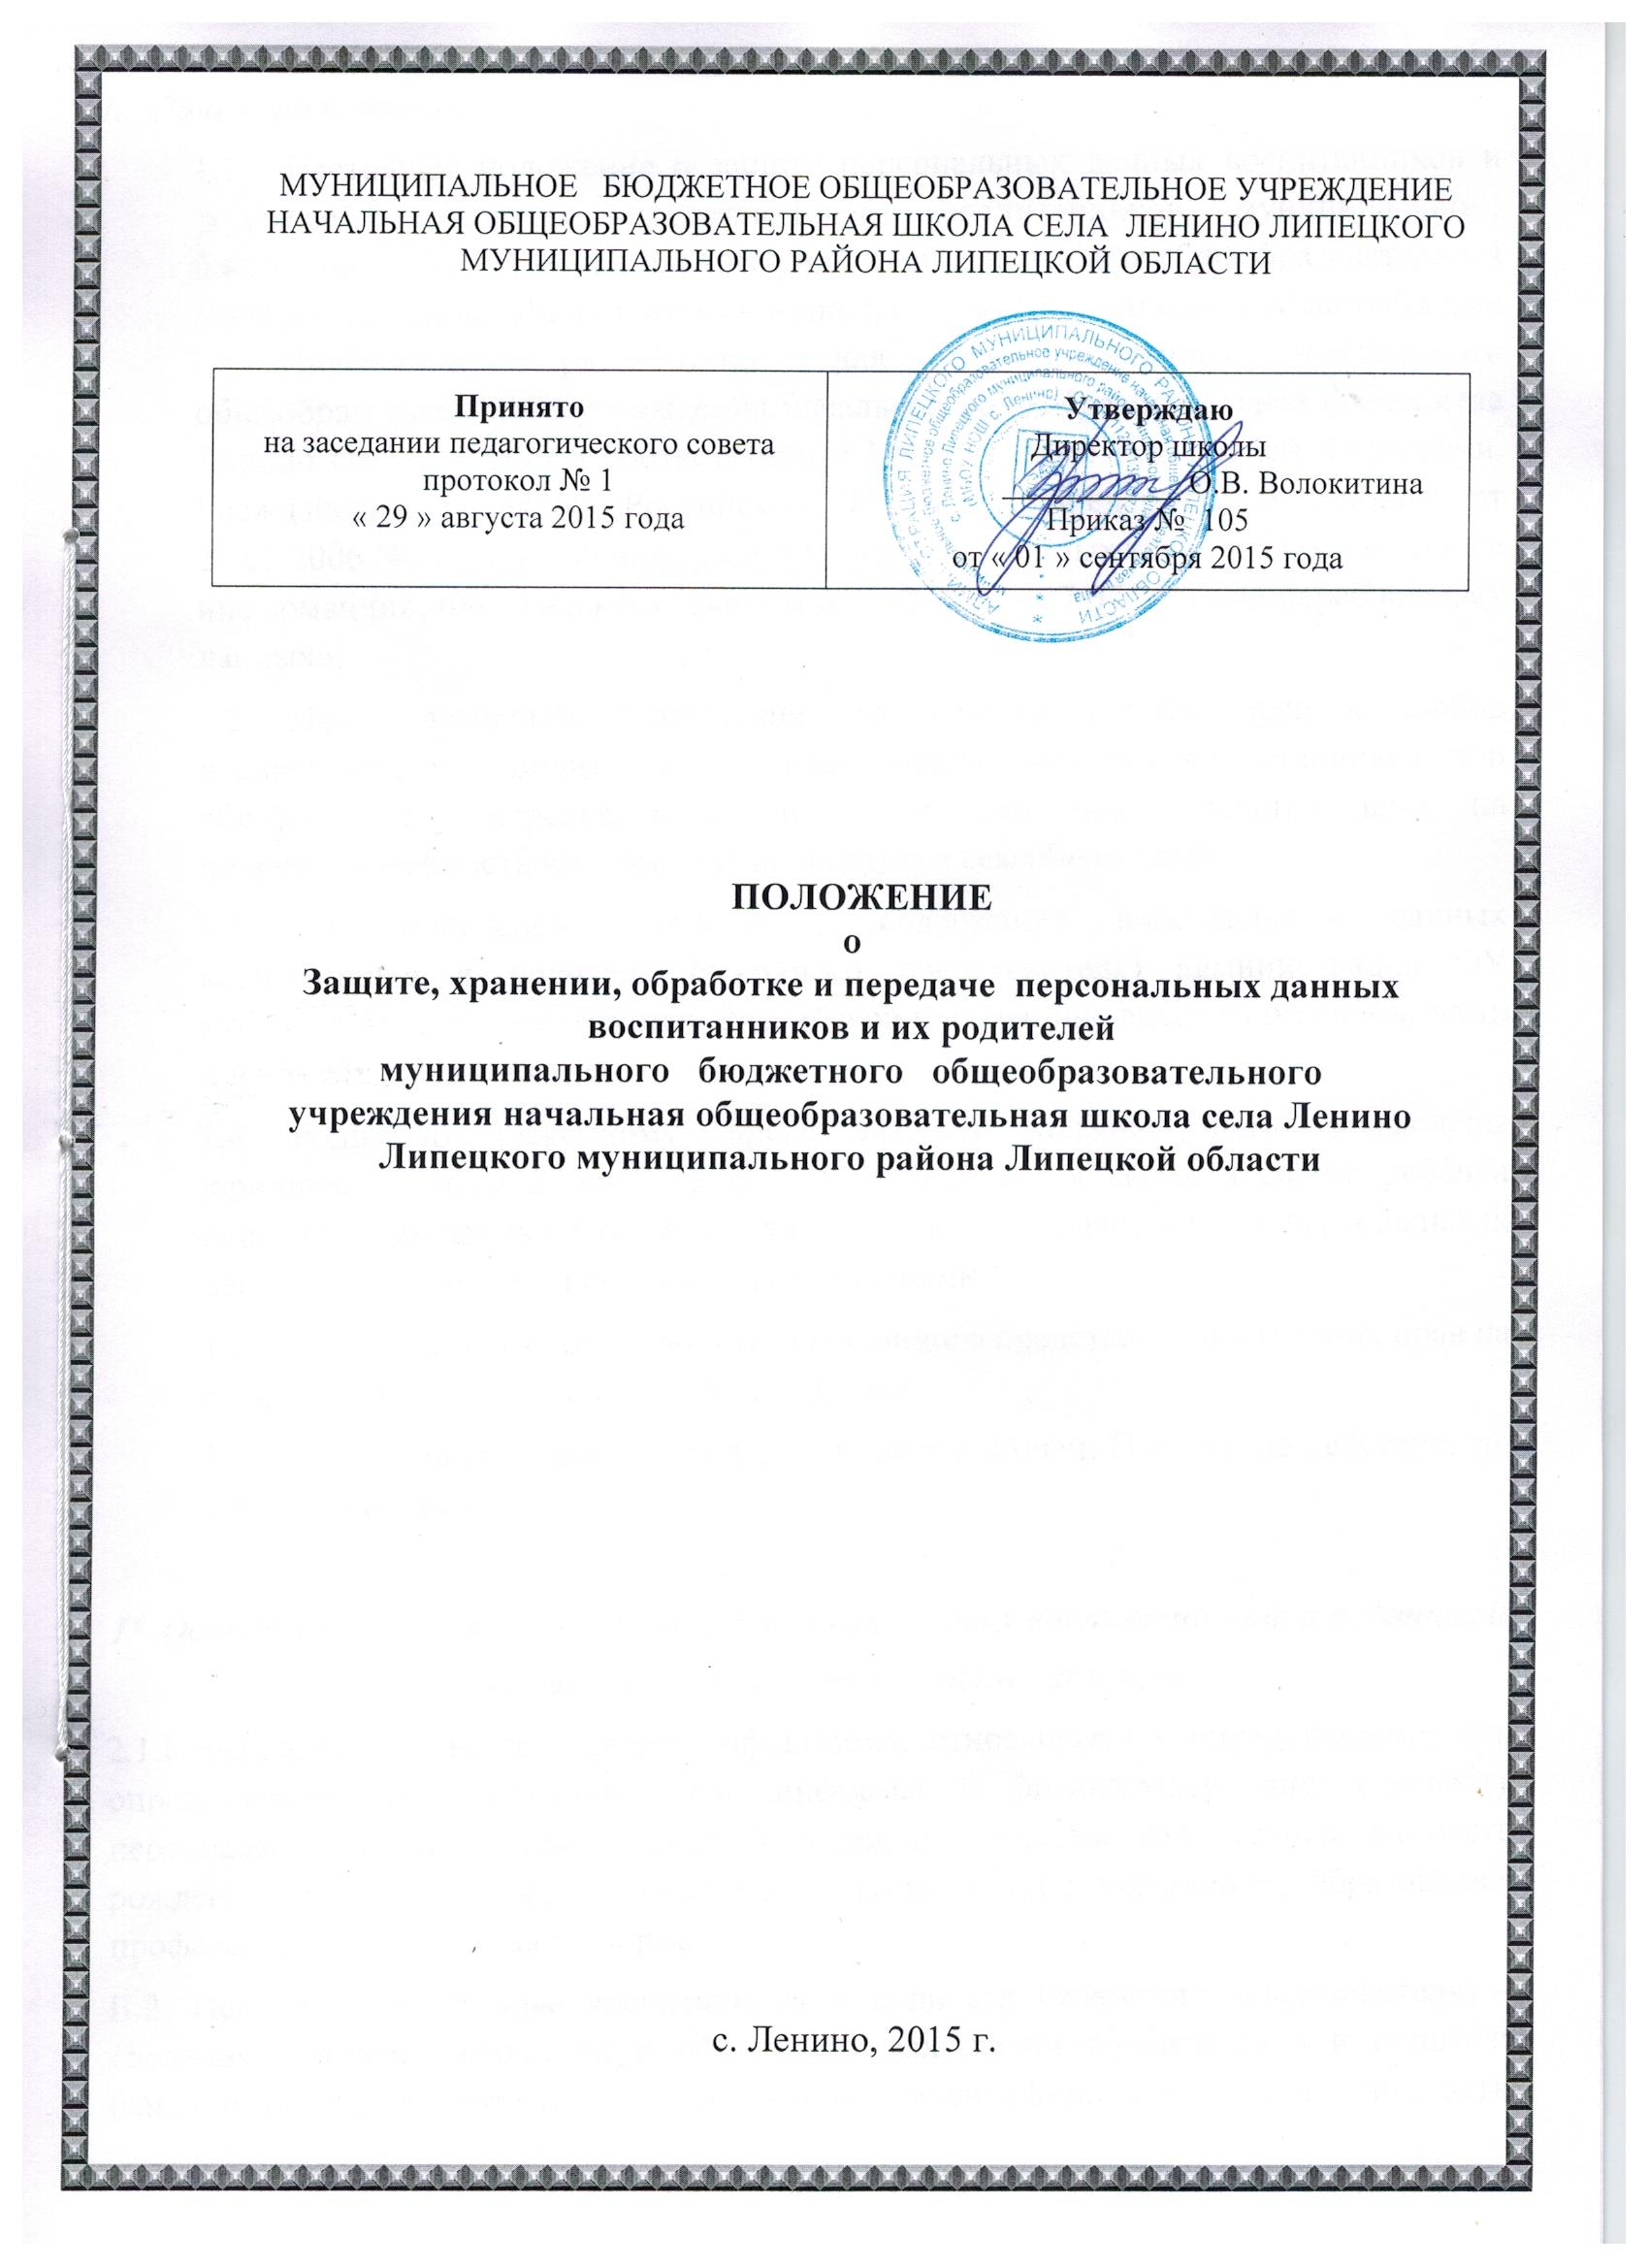 МУНИЦИПАЛЬНОЕ БЮДЖЕТНОЕ ОБЩЕОБРАЗОВАТЕЛЬНОЕ УЧРЕЖДЕНИЕ
НАЧАЛЬНАЯ ОБЩЕОБРАЗОВАТЕЛЬНАЯ ШКОЛА СЕЛА ЛЕНИНО ЛИПЕЦКОГО
МУНИЦИПАЛЬНОГО РАЙОНА ЛИПЕЦКОЙ ОБЛАСТИ
Принято
на заседании педагогического совета
протокол № 1
« 29 » августа 2015 года
Утверждаю
Директор школы
О.В. Волокитина
Приказ № 105
от « 01 » сентября 2015 года
ЛИПЕЦКОГО МУНИЦИПАЛЬНОГО РАЙОНА
ПОЛОЖЕНИЕ
о
Защите, хранении, обработке и передаче персональных данных
воспитанников и их родителей
муниципального бюджетного общеобразовательного
учреждения начальная общеобразовательная школа села Ленино
Липецкого муниципального района Липецкой области
с. Ленино, 2015 г.